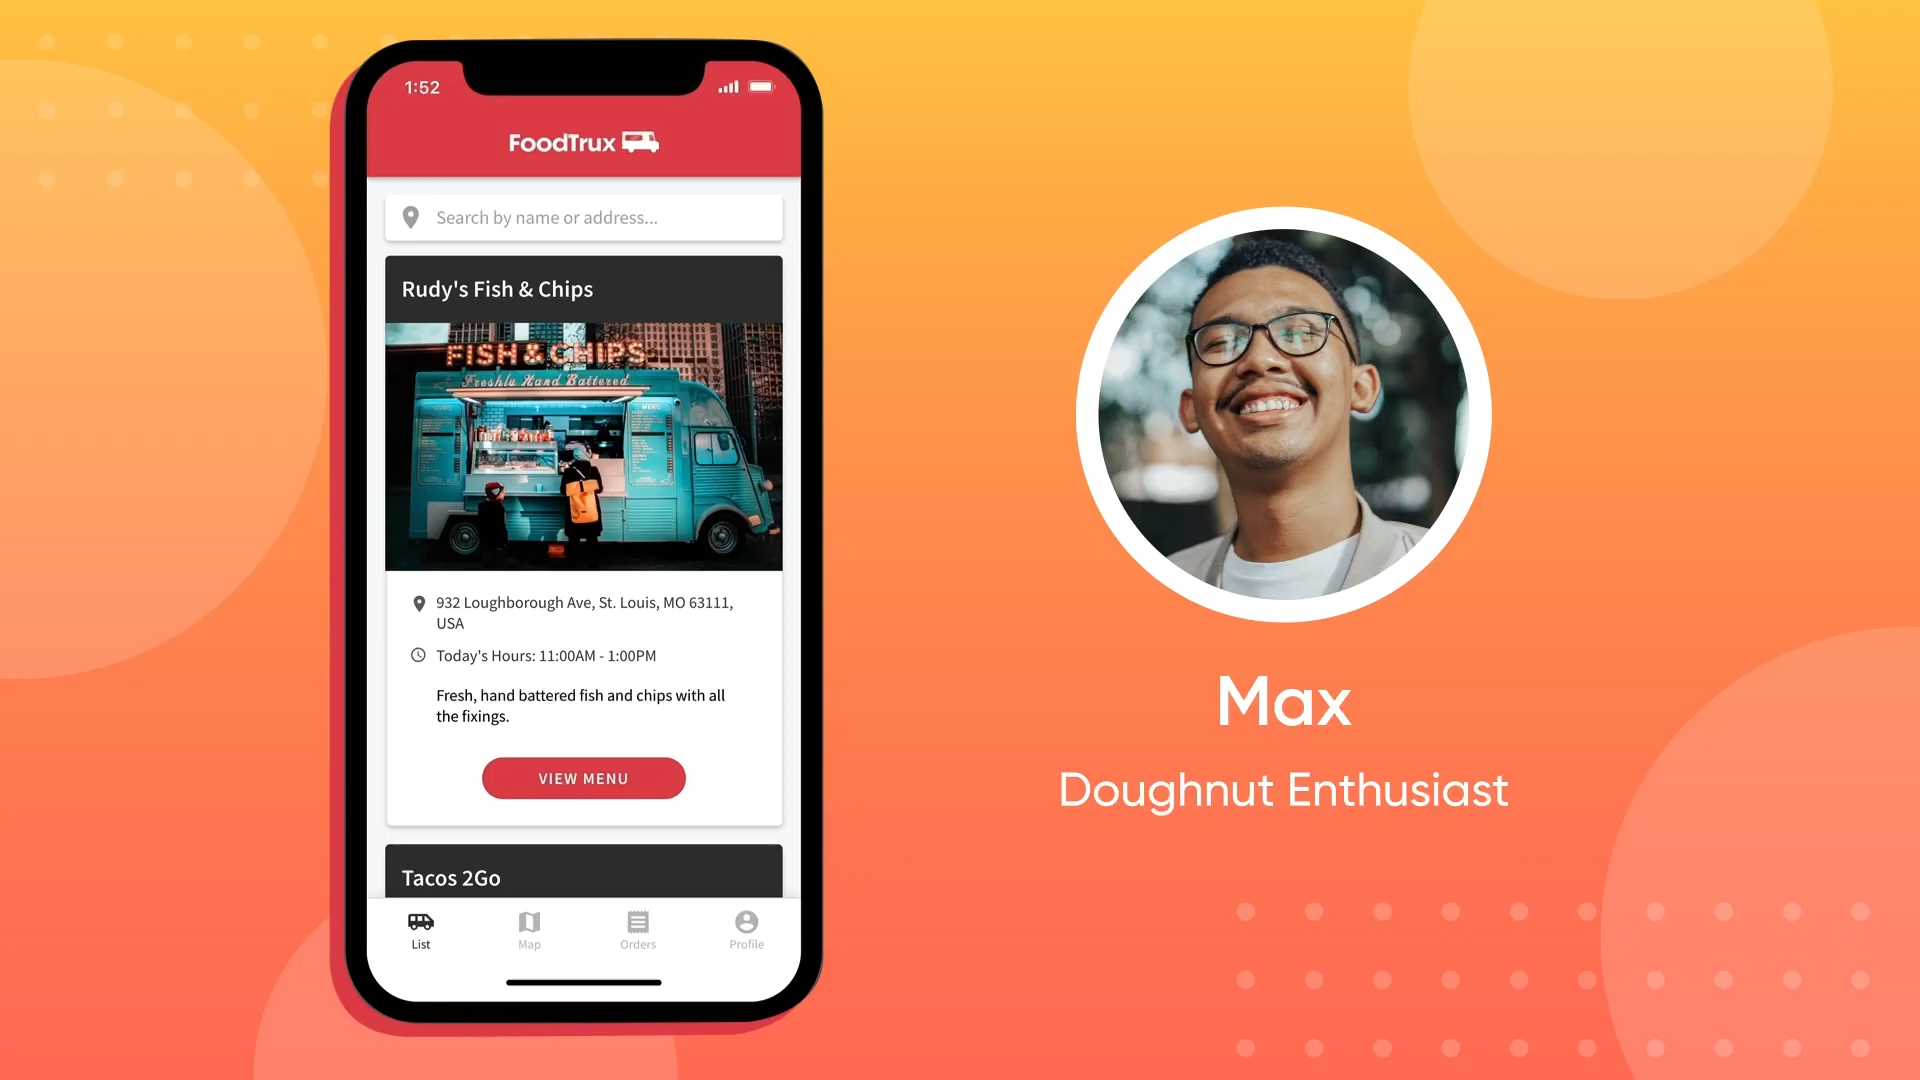 1:52
FoodTrux
Search by name or address...
Rudy's Fish & Chips
FISH & CHIPS
Freshly Hand Battered
MENU
MENU
932 Loughborough Ave, St. Louis, MO 63111,
USA
Today's Hours: 11:00AM - 1:00PM
Fresh, hand battered fish and chips with all
the fixings.
VIEW MENU
Tacos 2Go
List
Map
Orders
Profile
Max
Doughnut Enthusiast